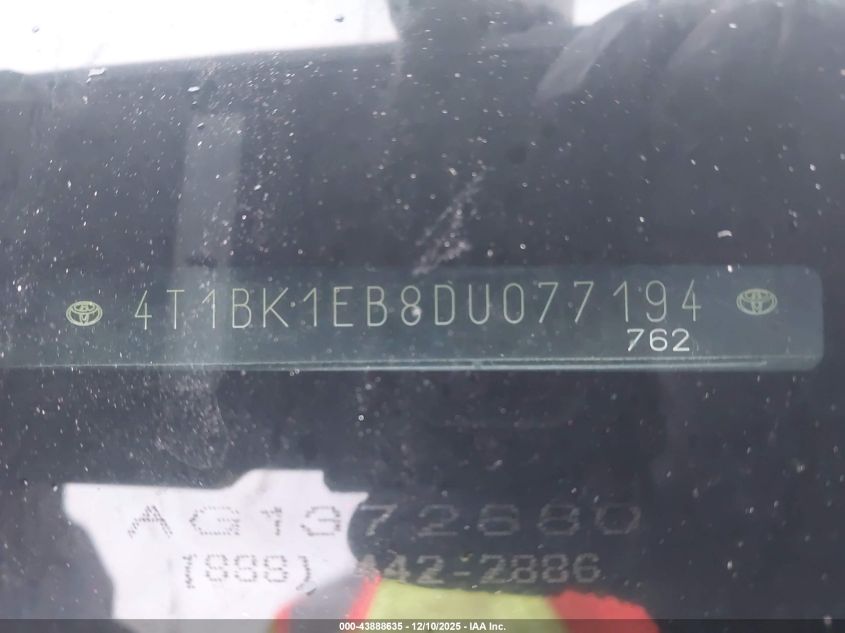 4T1BK1EB8DU077194
762
AG1372680
(888) 442-2886
000-43888635 - 12/10/2025 - IAA Inc.